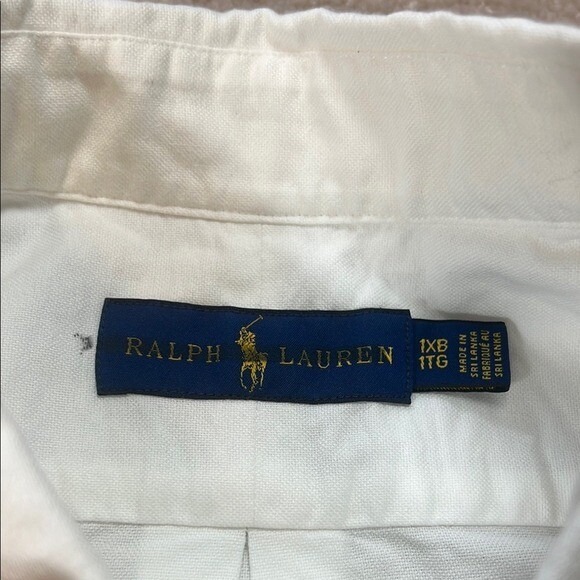 RALPH LAUREN
1XB
1TG
MADE IN
SRI LANKA
FABRIQUÉ AU
SRI LANKA